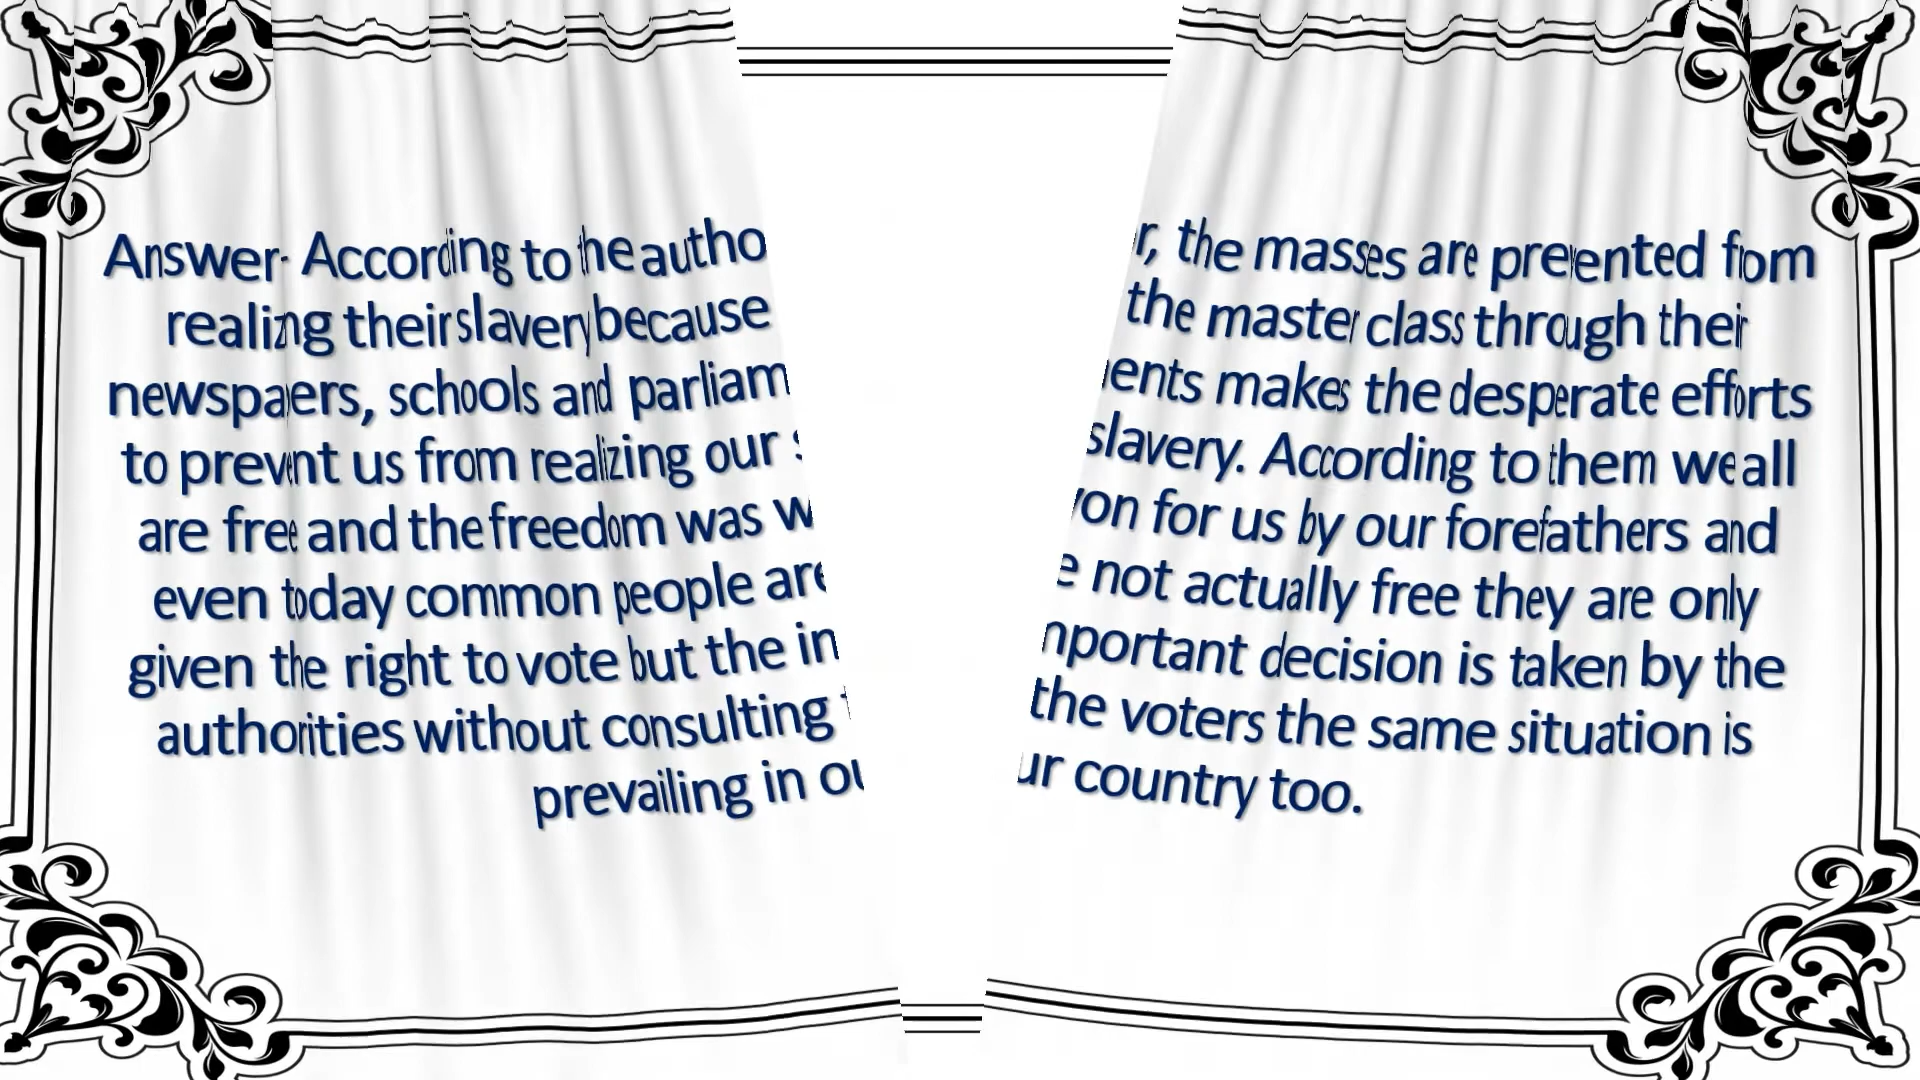 Answer- According to the author, the masses are prevented from
realizing their slavery because the master class through their
newspapers, schools and parliaments makes the desperate efforts
to prevent us from realizing our slavery. According to them we all
are free and the freedom was won for us by our forefathers and
even today common people are not actually free they are only
given the right to vote but the important decision is taken by the
authorities without consulting the voters the same situation is
prevailing in our country too.